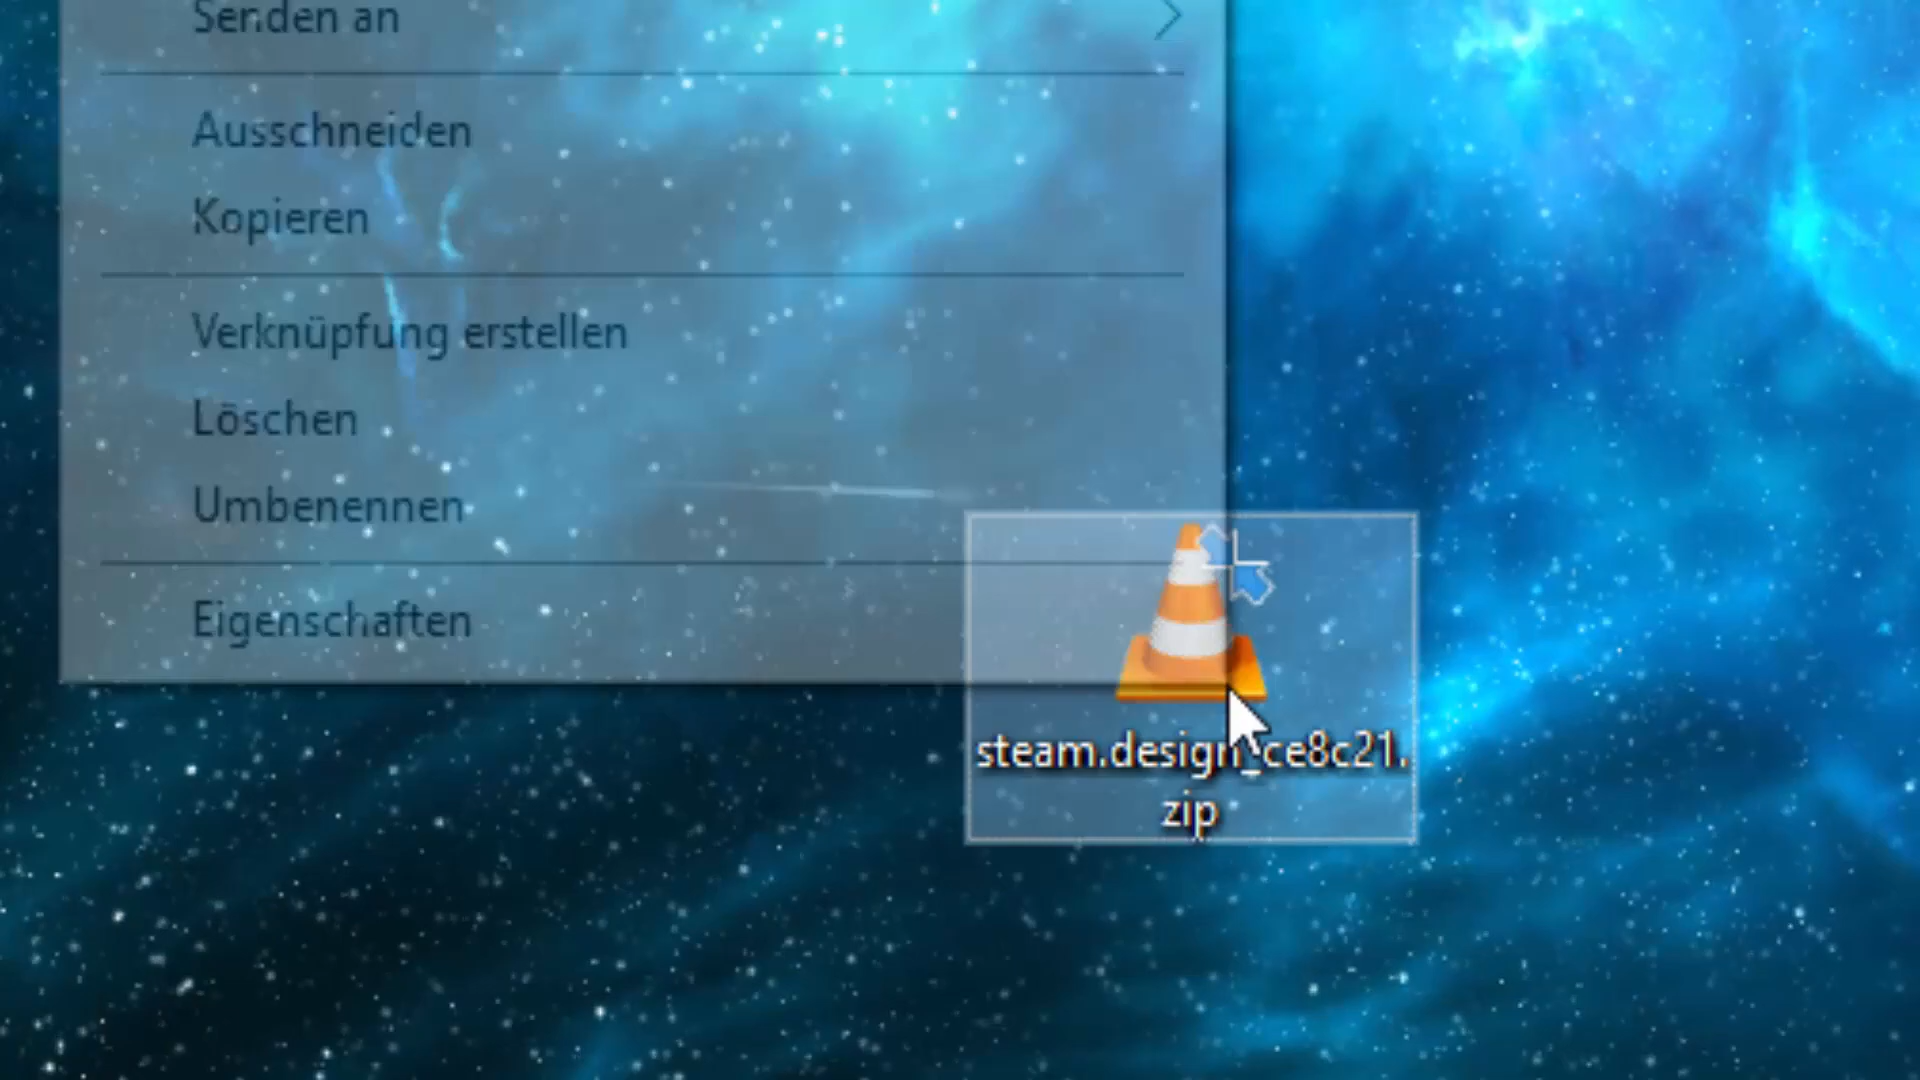 Senden an
Ausschneiden
Kopieren
Verknüpfung erstellen
Löschen
Umbenennen
Eigenschaften
steam.design_ce8c21.
zip